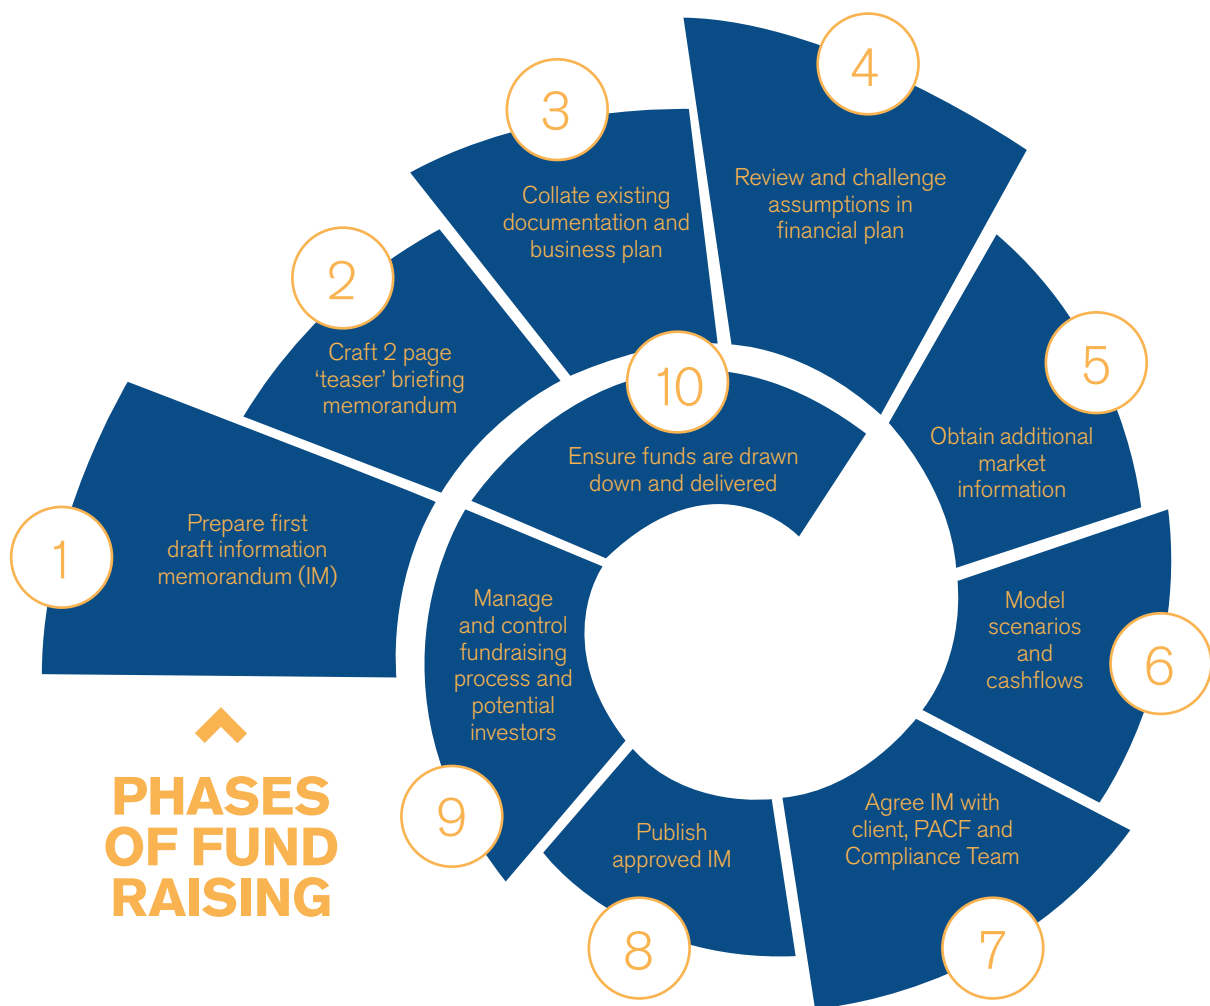 PHASES
OF FUND
RAISING
1
Prepare first
draft information
memorandum (IM)
2
Craft 2 page
‘teaser’ briefing
memorandum
3
Collate existing
documentation and
business plan
4
Review and challenge
assumptions in
financial plan
5
Obtain additional
market
information
6
Model
scenarios
and
cashflows
7
Agree IM with
client, PACF and
Compliance Team
8
Publish
approved IM
9
Manage
and control
fundraising
process and
potential
investors
10
Ensure funds are drawn
down and delivered